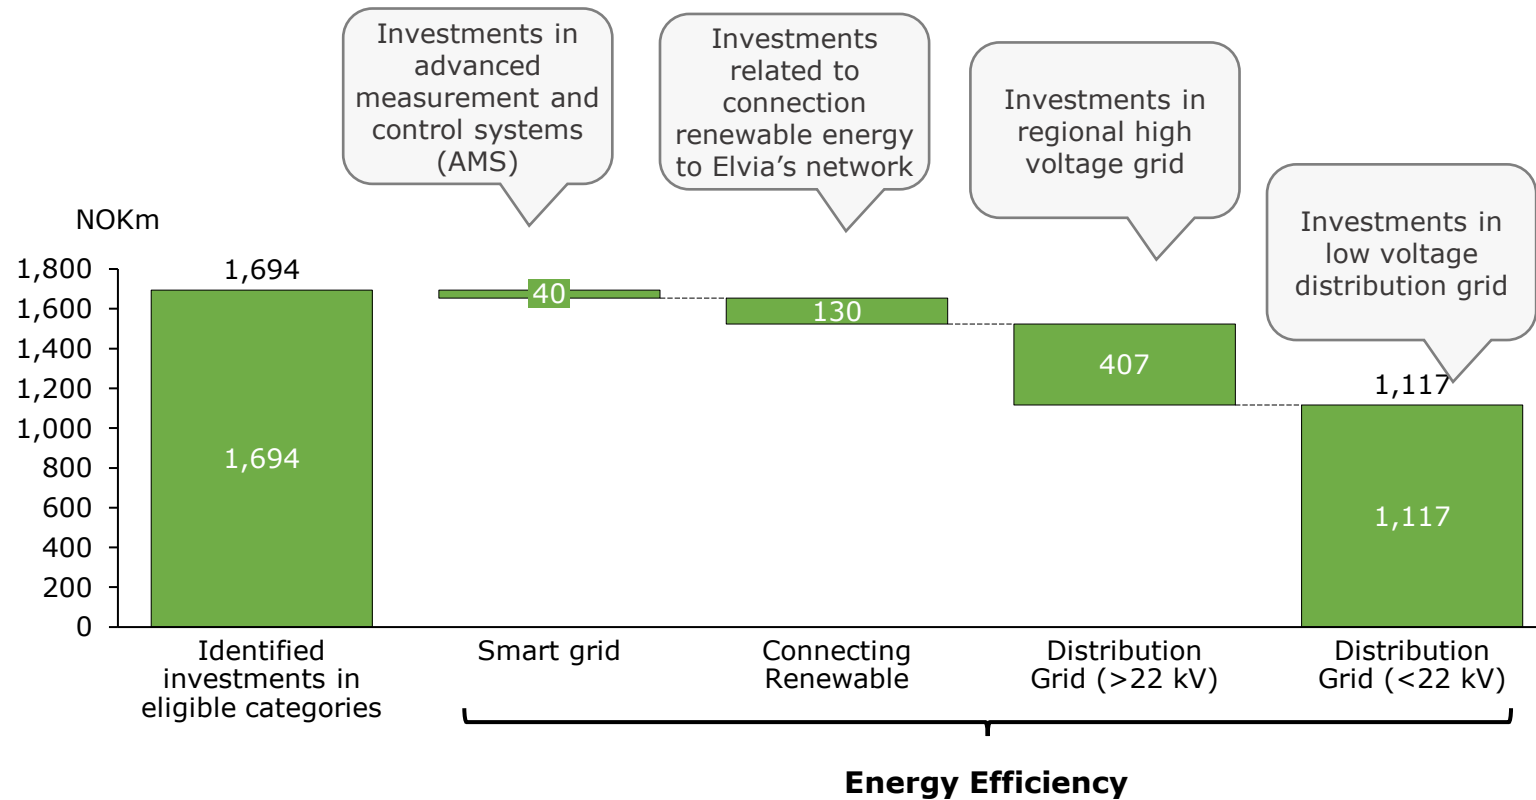 Investments in
advanced
measurement and
control systems
(AMS)
Investments
related to
connection
renewable energy
to Elvia’s network
Investments in
regional high
voltage grid
Investments in
low voltage
distribution grid
NOKm
1,800
1,600
1,400
1,200
1,000
800
600
400
200
0
1,694
1,694
40
130
407
1,117
1,117
Identified
investments in
eligible categories
Smart grid
Connecting
Renewable
Distribution
Grid (>22 kV)
Distribution
Grid (<22 kV)
Energy Efficiency